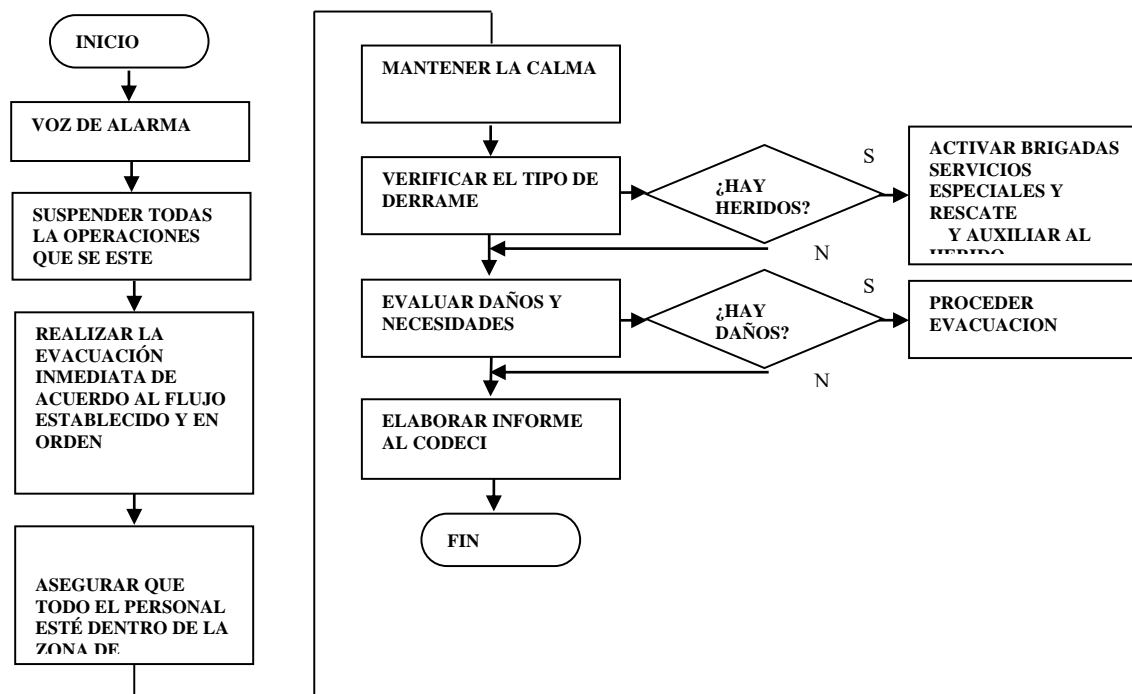 INICIO
VOZ DE ALARMA
SUSPENDER TODAS
LA OPERACIONES
QUE SE ESTE
REALIZAR LA
EVACUACIÓN
INMEDIATA DE
ACUERDO AL FLUJO
ESTABLECIDO Y EN
ORDEN
ASEGURAR QUE
TODO EL PERSONAL
ESTÉ DENTRO DE LA
ZONA DE
MANTENER LA CALMA
VERIFICAR EL TIPO DE
DERRAME
¿HAY
HERIDOS?
S
ACTIVAR BRIGADAS
SERVICIOS
ESPECIALES Y
RESCATE
Y AUXILIAR AL
HERIDO
N
EVALUAR DAÑOS Y
NECESIDADES
¿HAY
DAÑOS?
S
PROCEDER
EVACUACION
N
ELABORAR INFORME
AL CODECI
FIN